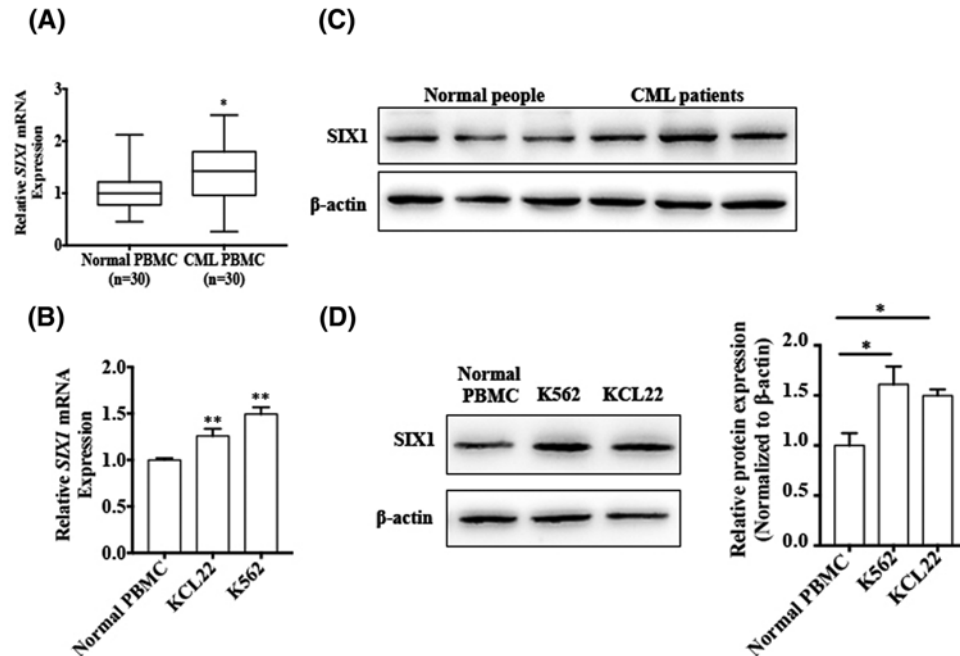 (A)
Relative SIX1 mRNA
Expression
3
2
1
0
*
Normal PBMC CML PBMC
(n=30) (n=30)
(C)
Normal people CML patients
SIX1
β-actin
(B)
Relative SIX1 mRNA
Expression
2.0
1.5
1.0
0.5
0.0
**
**
Normal PBMC
KCL22
K562
(D)
Normal
PBMC K562 KCL22
SIX1
β-actin
Relative protein expression
(Normalized to β-actin)
2.0
1.5
1.0
0.5
0.0
*
*
Normal PBMC
K562
KCL22